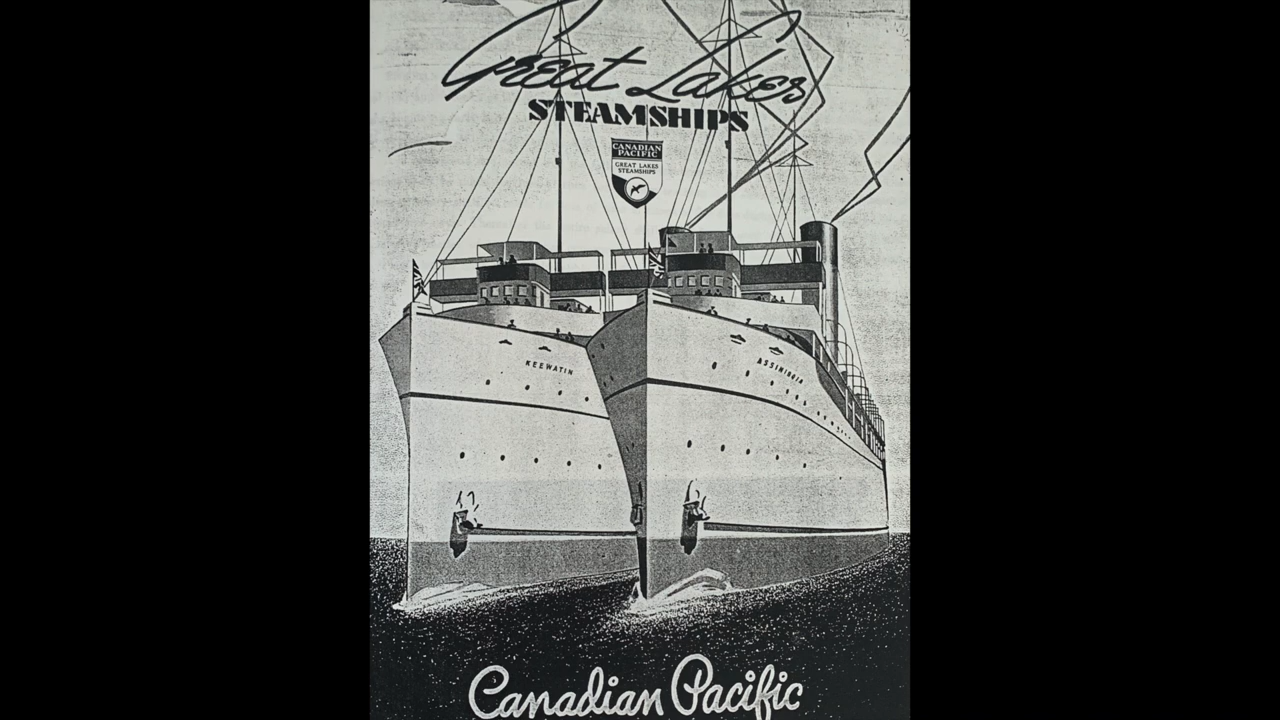 Great Lakes
STEAMSHIPS
CANADIAN
PACIFIC
GREAT LAKES
STEAMSHIPS
KEEWATIN
ASSINIBOIA
Canadian Pacific